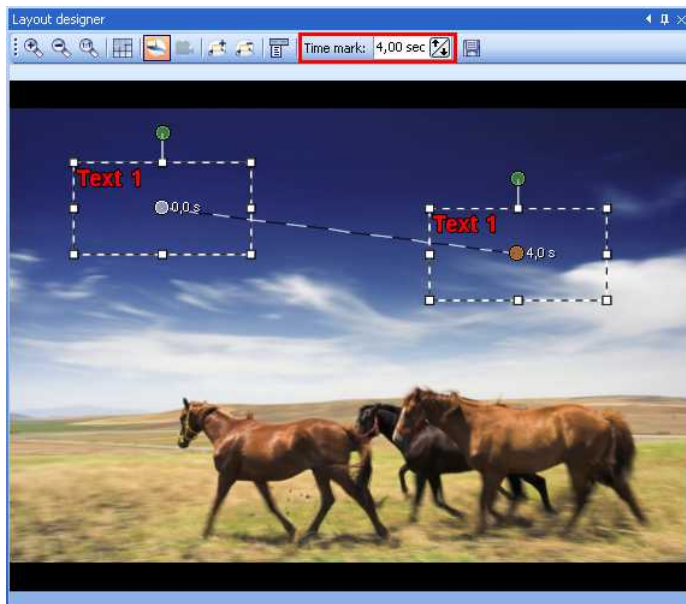 Layout designer
Time mark: 4,00 sec
Text 1
0,0 s
Text 1
4,0 s